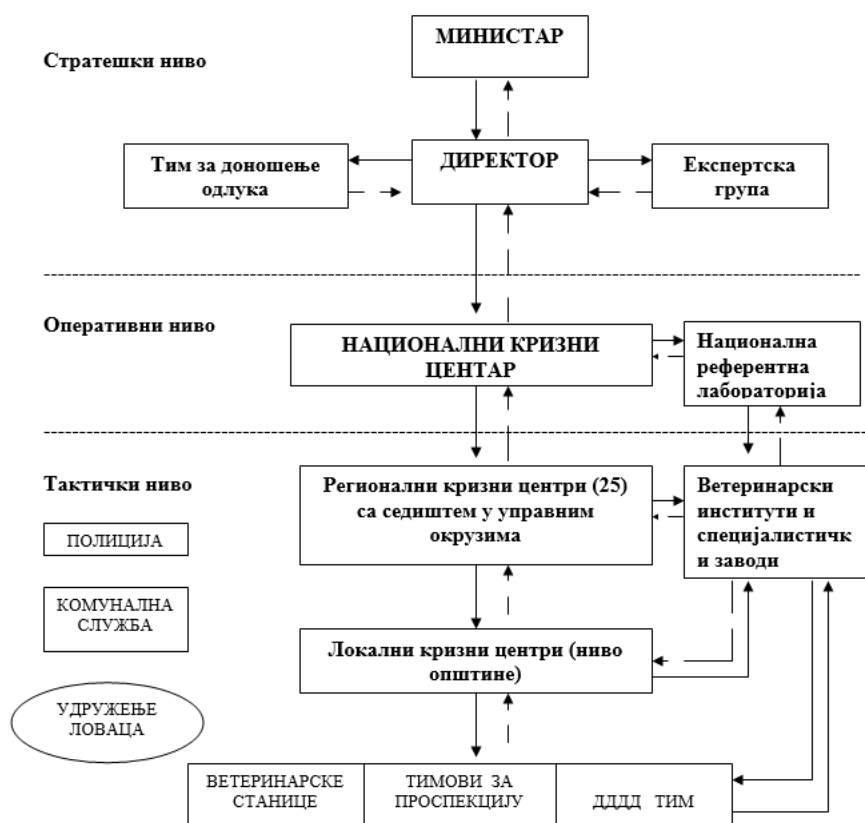 МИНИСТАР
Стратешки ниво
Тим за доношење
одлука
ДИРЕКТОР
Експертска
група
Оперативни ниво
НАЦИОНАЛНИ КРИЗНИ
ЦЕНТАР
Национална
референтна
лабораторија
Тактички ниво
Регионални кризни центри (25)
са седиштем у управним
окрузима
Ветеринарски
институти и
специјалистичк
и заводи
ПОЛИЦИЈА
КОМУНАЛНА
СЛУЖБА
Локални кризни центри (ниво
општине)
УДРУЖЕЊЕ
ЛОВАЦА
ВЕТЕРИНАРСКЕ
СТАНИЦЕ
ТИМОВИ ЗА
ПРОСПЕКЦИЈУ
ДДДД ТИМ